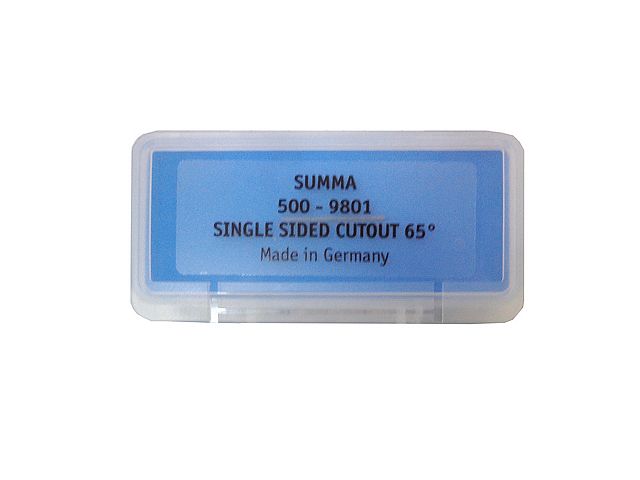 SUMMA
500 - 9801
SINGLE SIDED CUTOUT 65°
Made in Germany